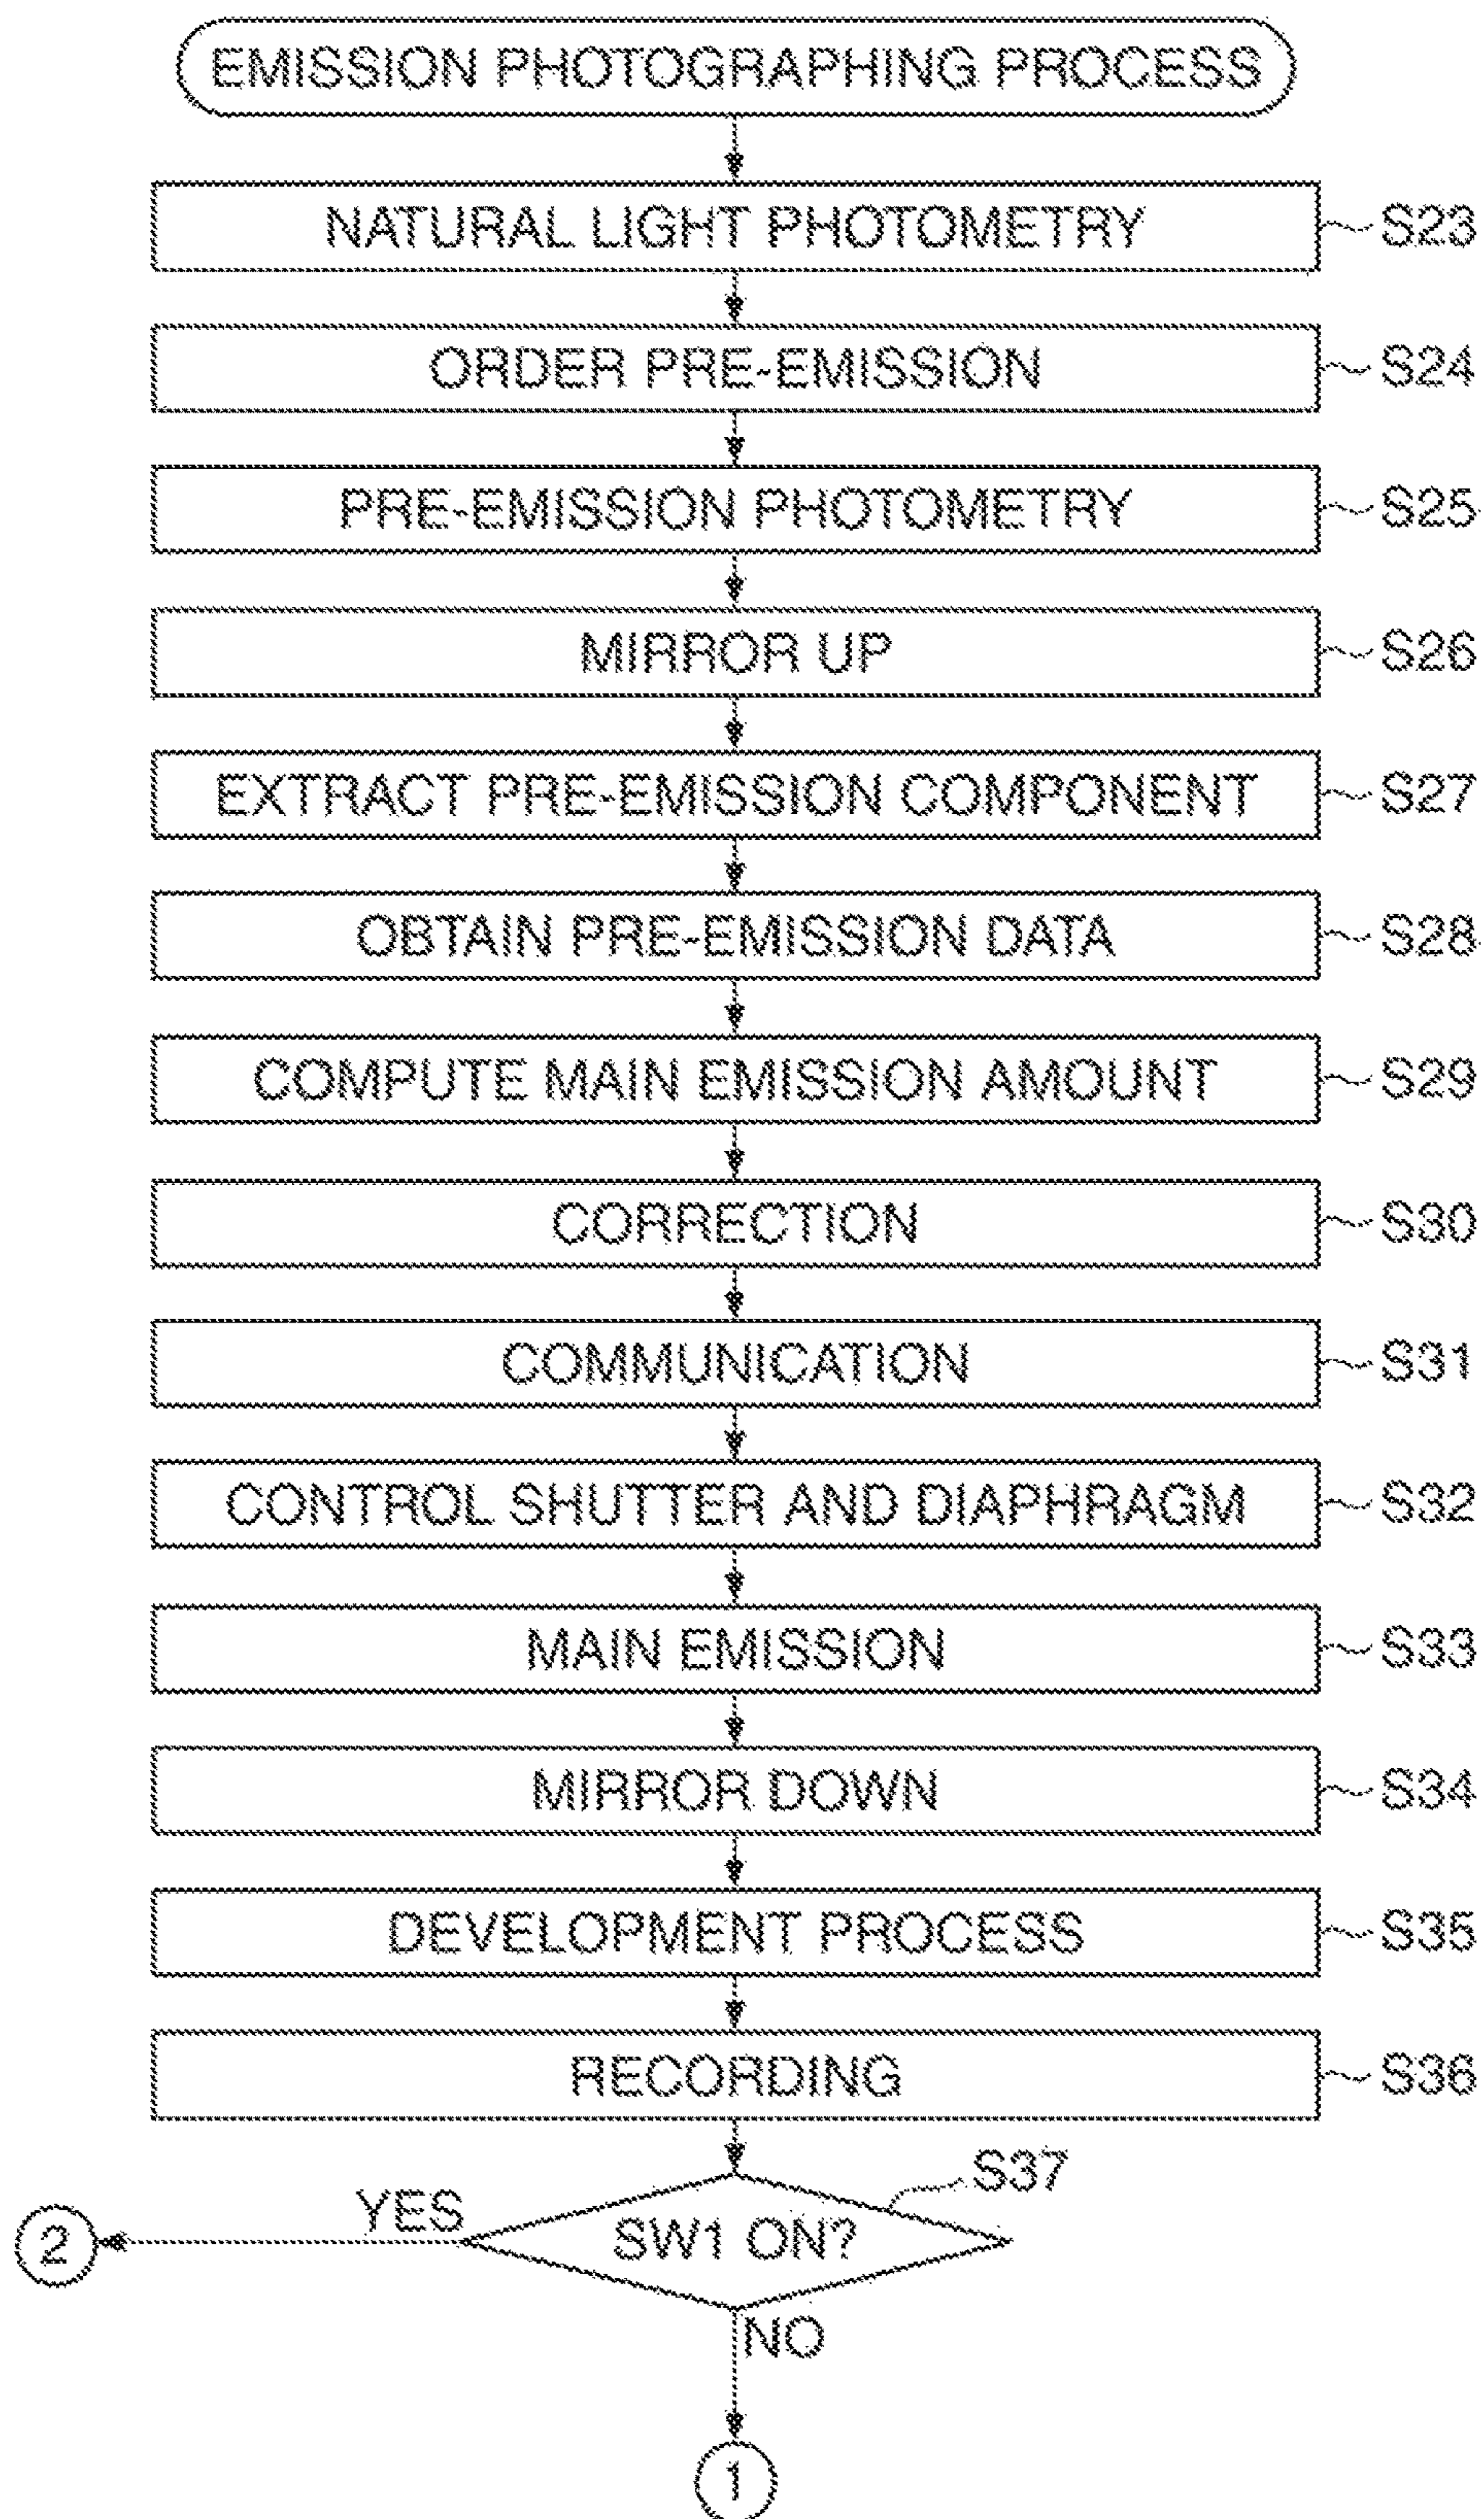 EMISSION PHOTOGRAPHING PROCESS
NATURAL LIGHT PHOTOMETRY S23
ORDER PRE-EMISSION S24
PRE-EMISSION PHOTOMETRY S25
MIRROR UP S26
EXTRACT PRE-EMISSION COMPONENT S27
OBTAIN PRE-EMISSION DATA S28
COMPUTE MAIN EMISSION AMOUNT S29
CORRECTION S30
COMMUNICATION S31
CONTROL SHUTTER AND DIAPHRAGM S32
MAIN EMISSION S33
MIRROR DOWN S34
DEVELOPMENT PROCESS S35
RECORDING S36
S37
YES
2 SW1 ON?
NO
1